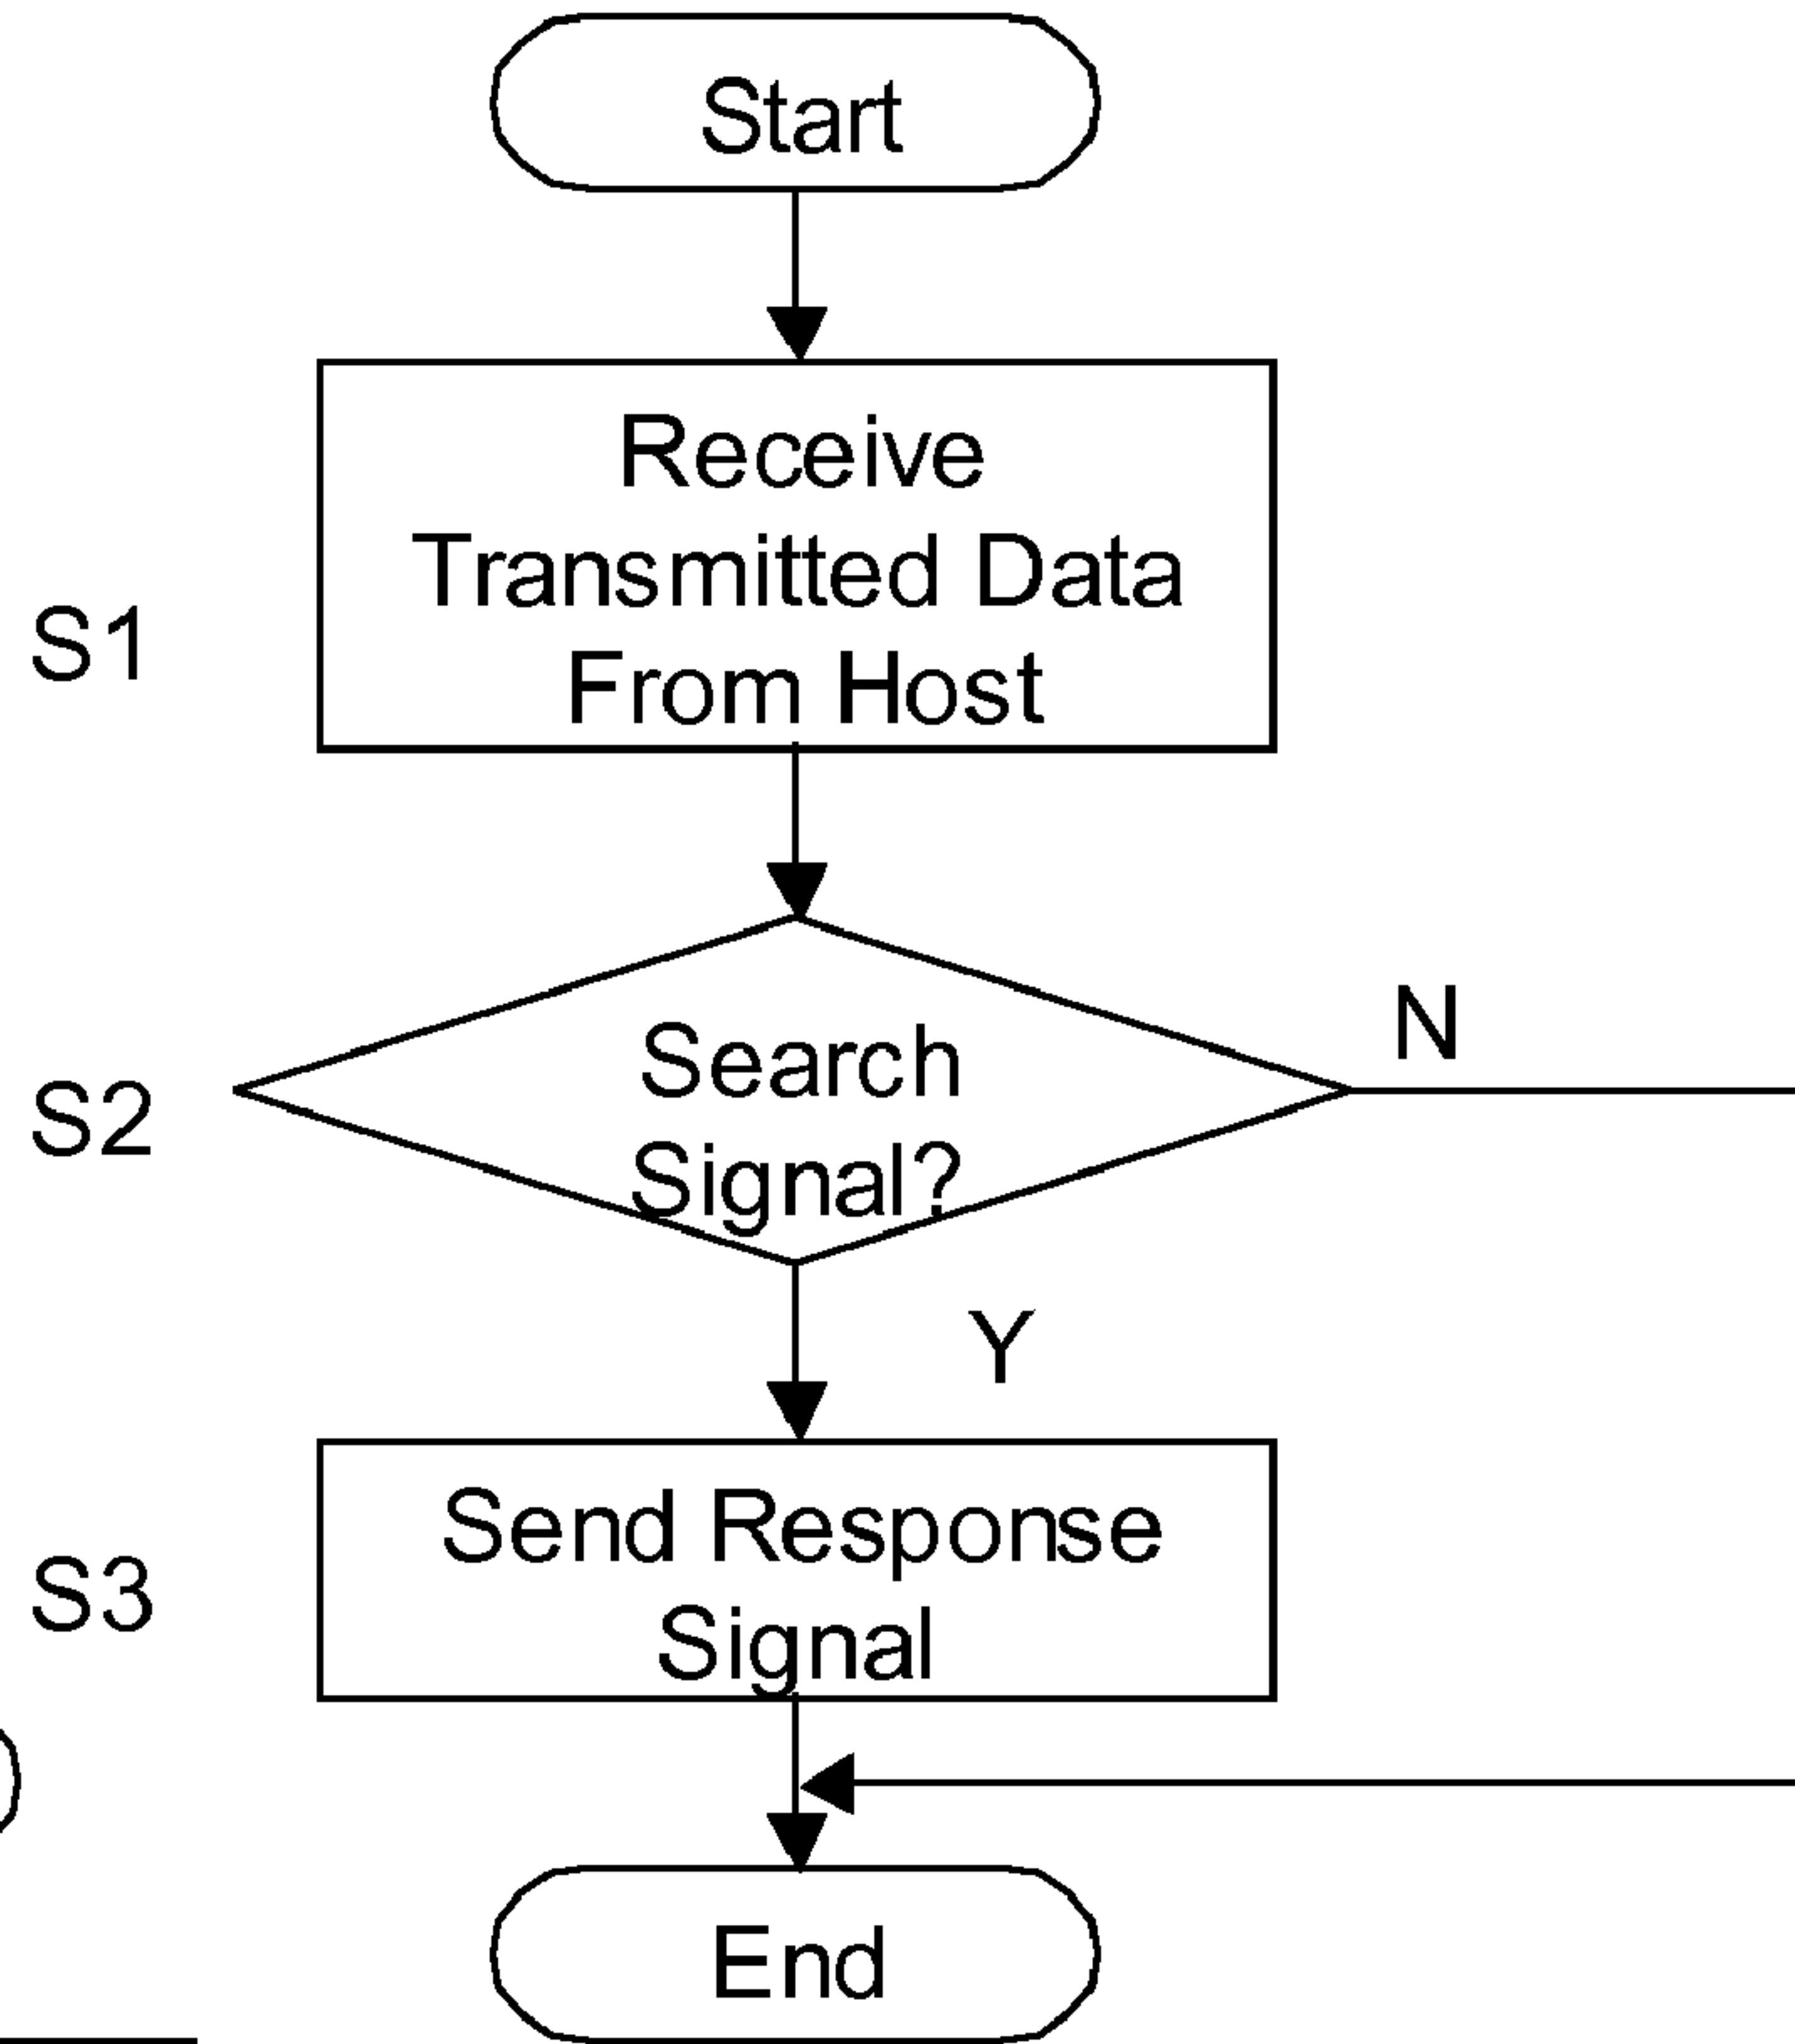 Start
Receive
Transmitted Data
From Host
S1
Search
Signal?
N
S2
Y
Send Response
Signal
S3
End